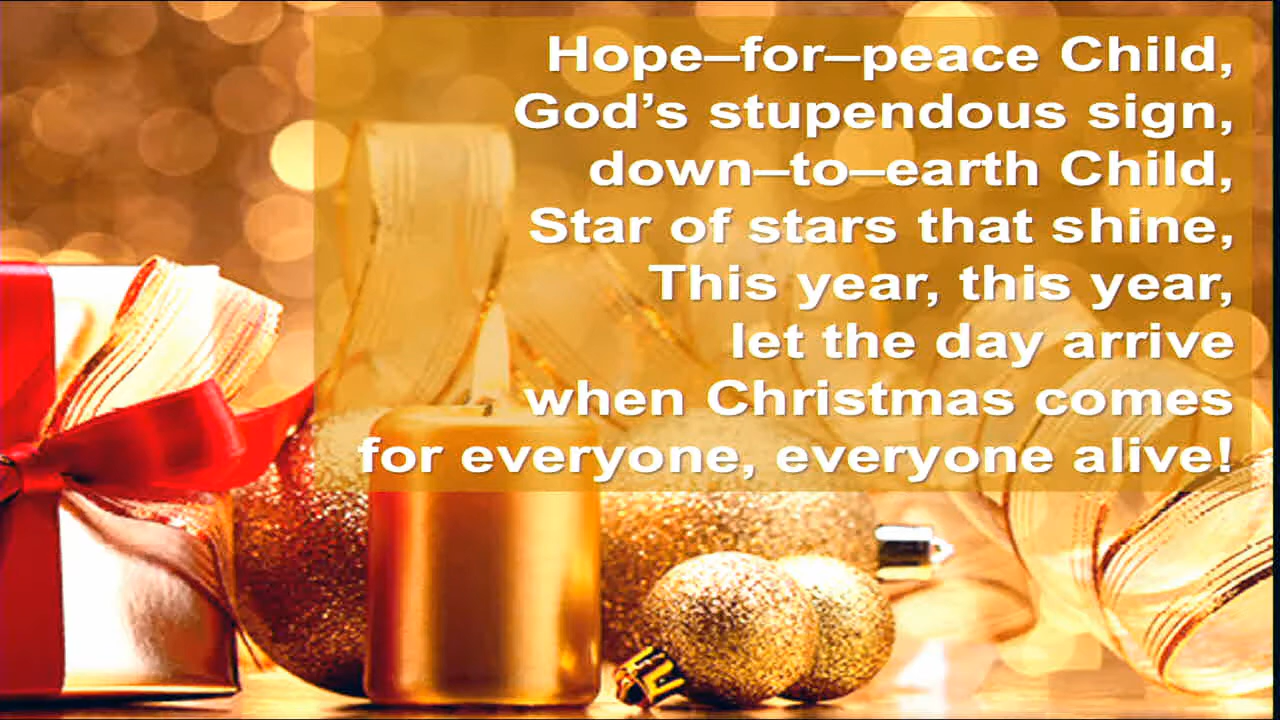 Hope–for–peace Child,
God’s stupendous sign,
down–to–earth Child,
Star of stars that shine,
This year, this year,
let the day arrive
when Christmas comes
for everyone, everyone alive!